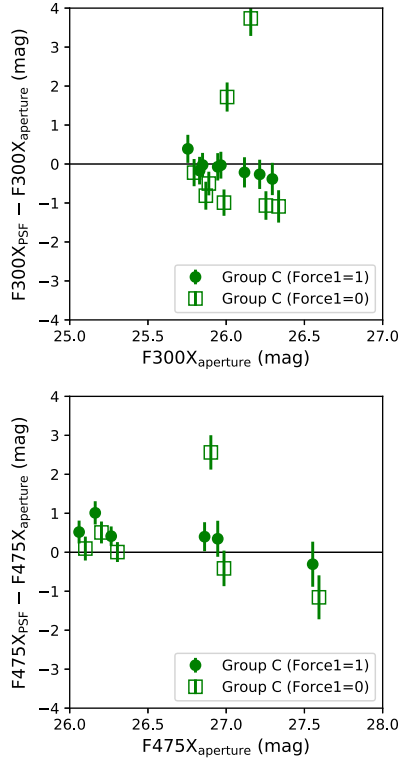 4
3
2
1
0
−1
−2
−3
−4
F300X_PSF − F300X_aperture (mag)
Group C (Force1=1)
Group C (Force1=0)
25.0 25.5 26.0 26.5 27.0
F300X_aperture (mag)
4
3
2
1
0
−1
−2
−3
−4
F475X_PSF − F475X_aperture (mag)
Group C (Force1=1)
Group C (Force1=0)
26.0 26.5 27.0 27.5 28.0
F475X_aperture (mag)